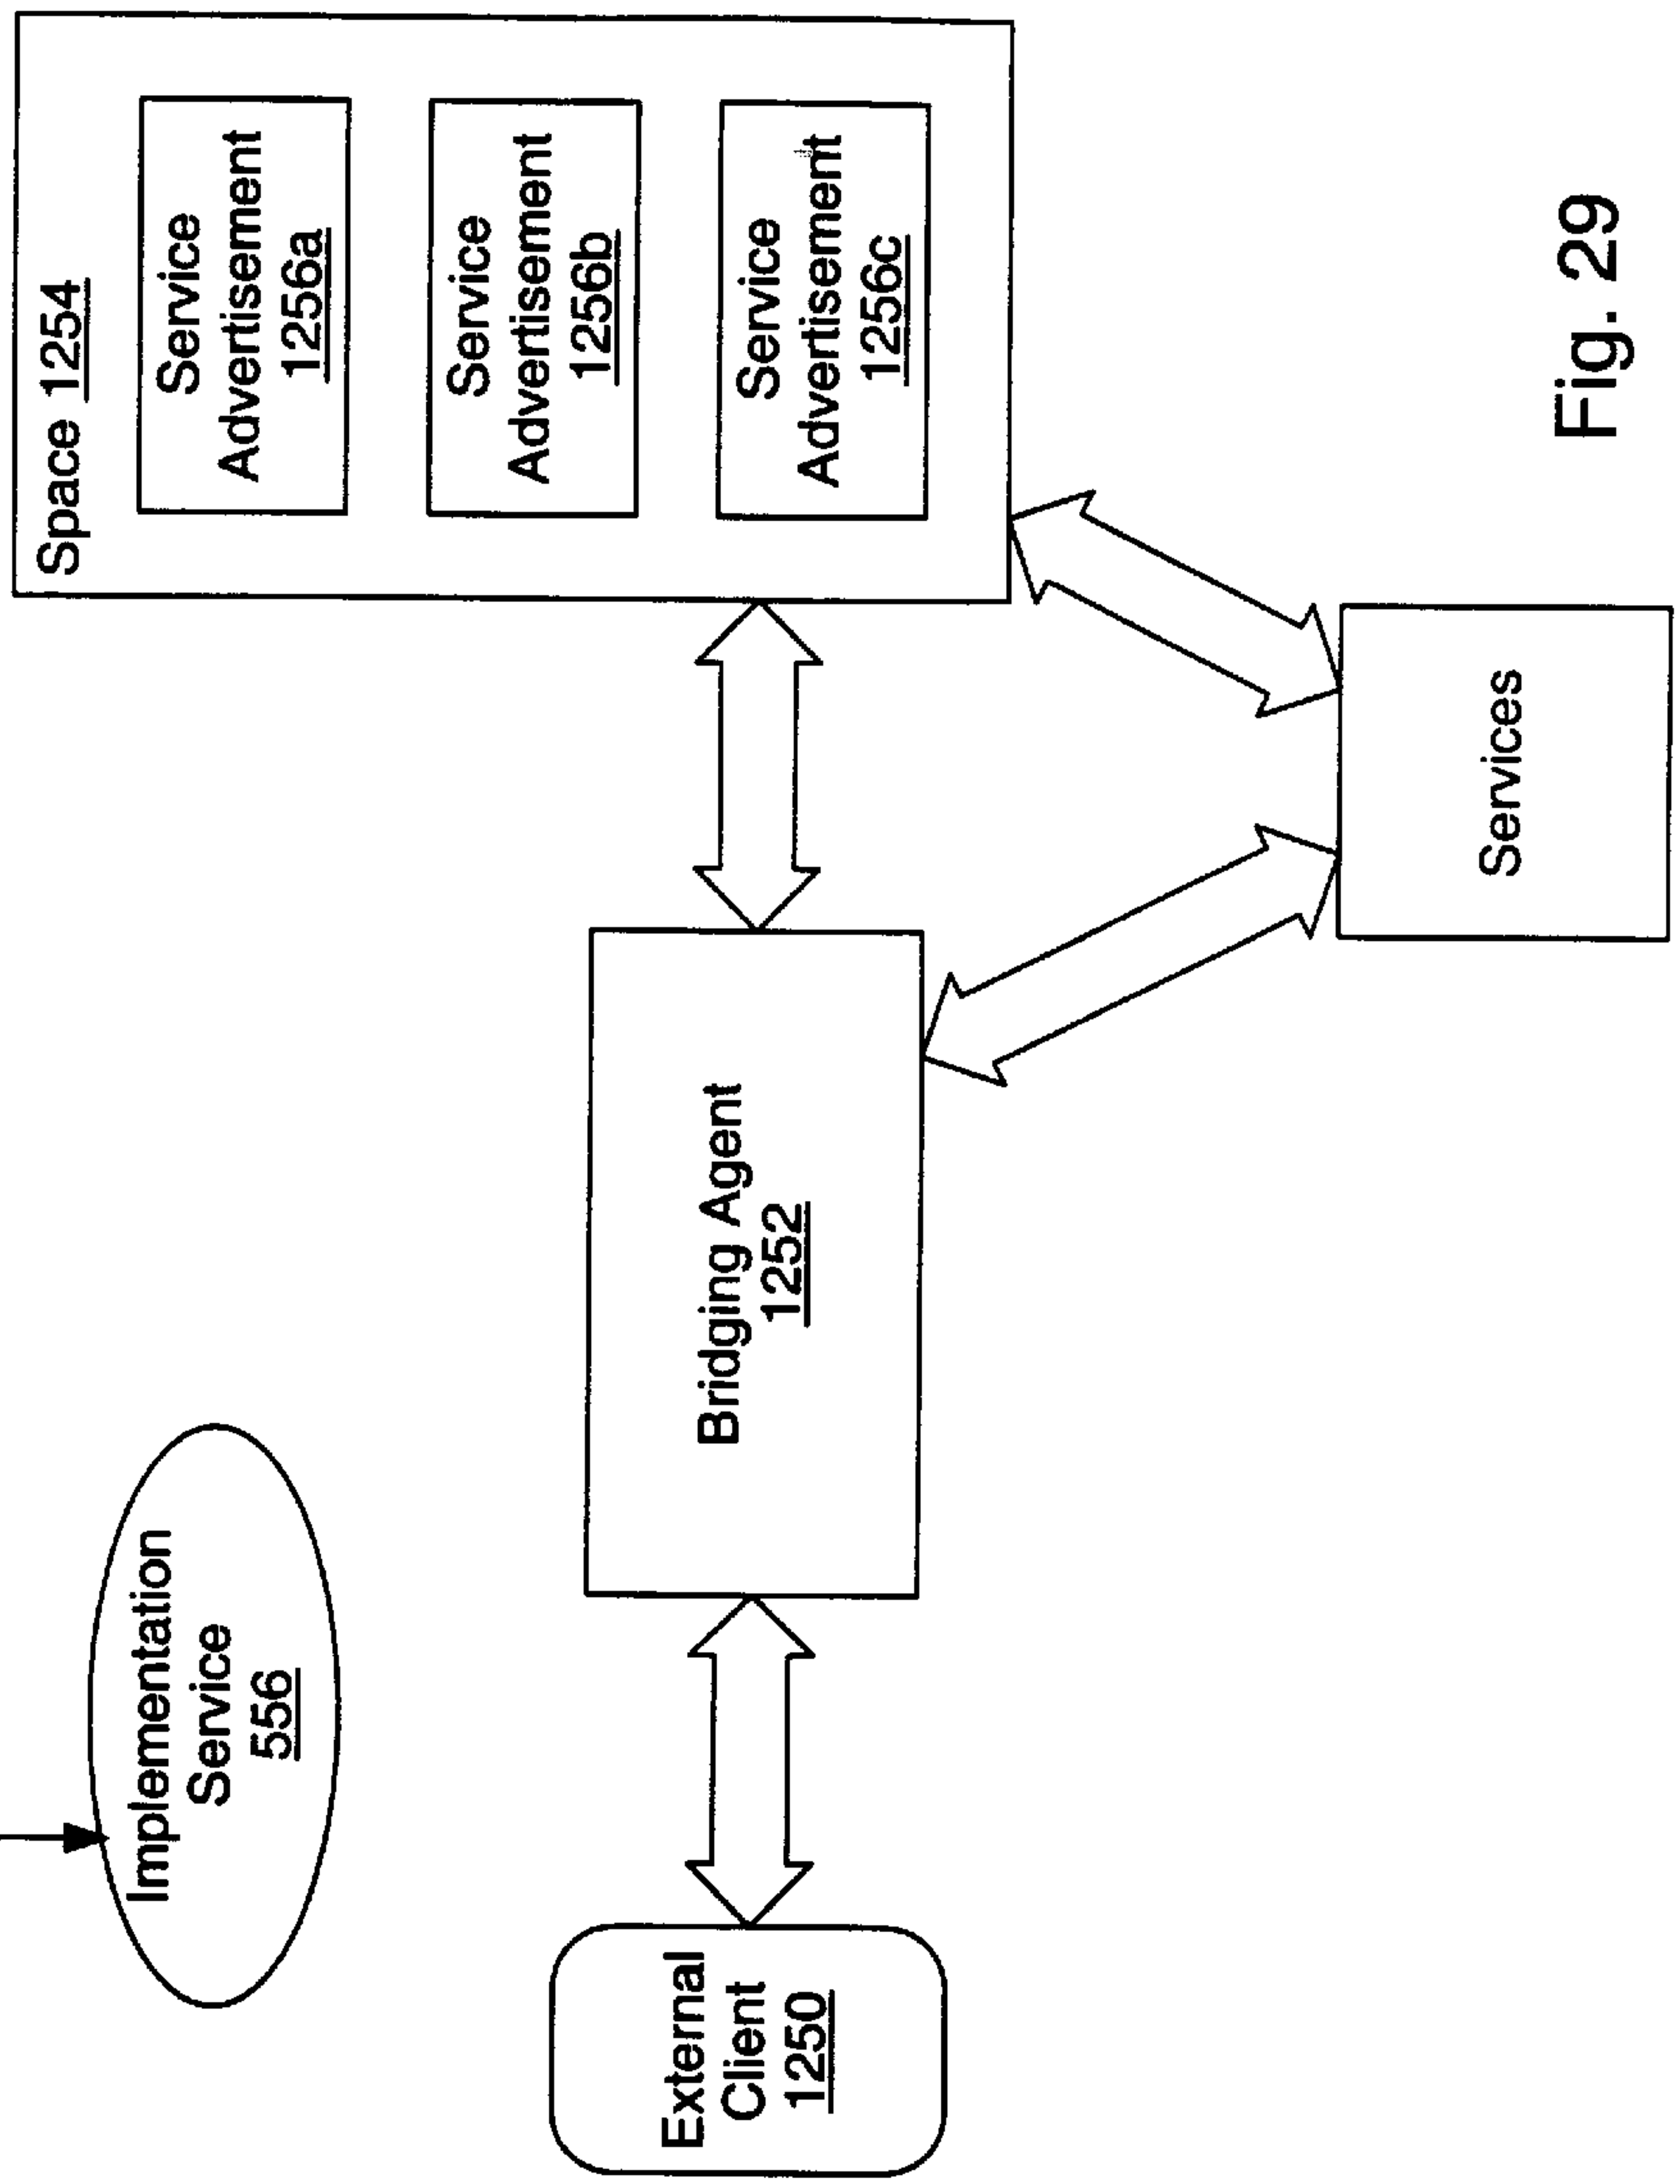 Implementation
Service
556
External
Client
1250
Bridging Agent
1252
Space 1254
Service
Advertisement
1256a
Service
Advertisement
1256b
Service
Advertisement
1256c
Services
Fig. 29